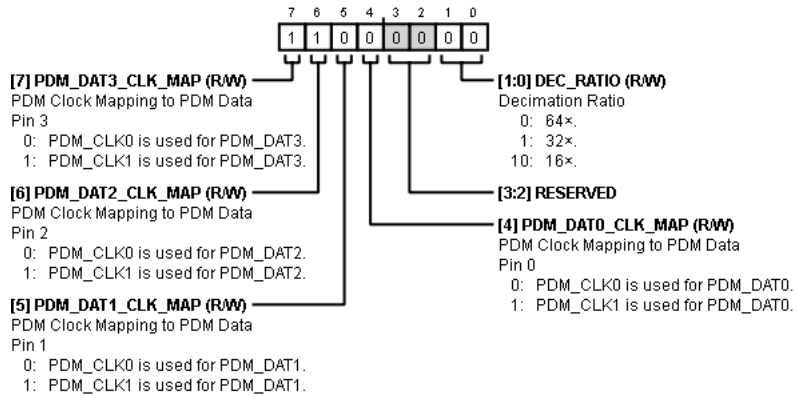 7 6 5 4 3 2 1 0
1 1 0 0 0 0 0 0
[7] PDM_DAT3_CLK_MAP (R/W)
PDM Clock Mapping to PDM Data
Pin 3
0: PDM_CLK0 is used for PDM_DAT3.
1: PDM_CLK1 is used for PDM_DAT3.
[6] PDM_DAT2_CLK_MAP (R/W)
PDM Clock Mapping to PDM Data
Pin 2
0: PDM_CLK0 is used for PDM_DAT2.
1: PDM_CLK1 is used for PDM_DAT2.
[5] PDM_DAT1_CLK_MAP (R/W)
PDM Clock Mapping to PDM Data
Pin 1
0: PDM_CLK0 is used for PDM_DAT1.
1: PDM_CLK1 is used for PDM_DAT1.
[1:0] DEC_RATIO (R/W)
Decimation Ratio
0: 64×.
1: 32×.
10: 16×.
[3:2] RESERVED
[4] PDM_DAT0_CLK_MAP (R/W)
PDM Clock Mapping to PDM Data
Pin 0
0: PDM_CLK0 is used for PDM_DAT0.
1: PDM_CLK1 is used for PDM_DAT0.